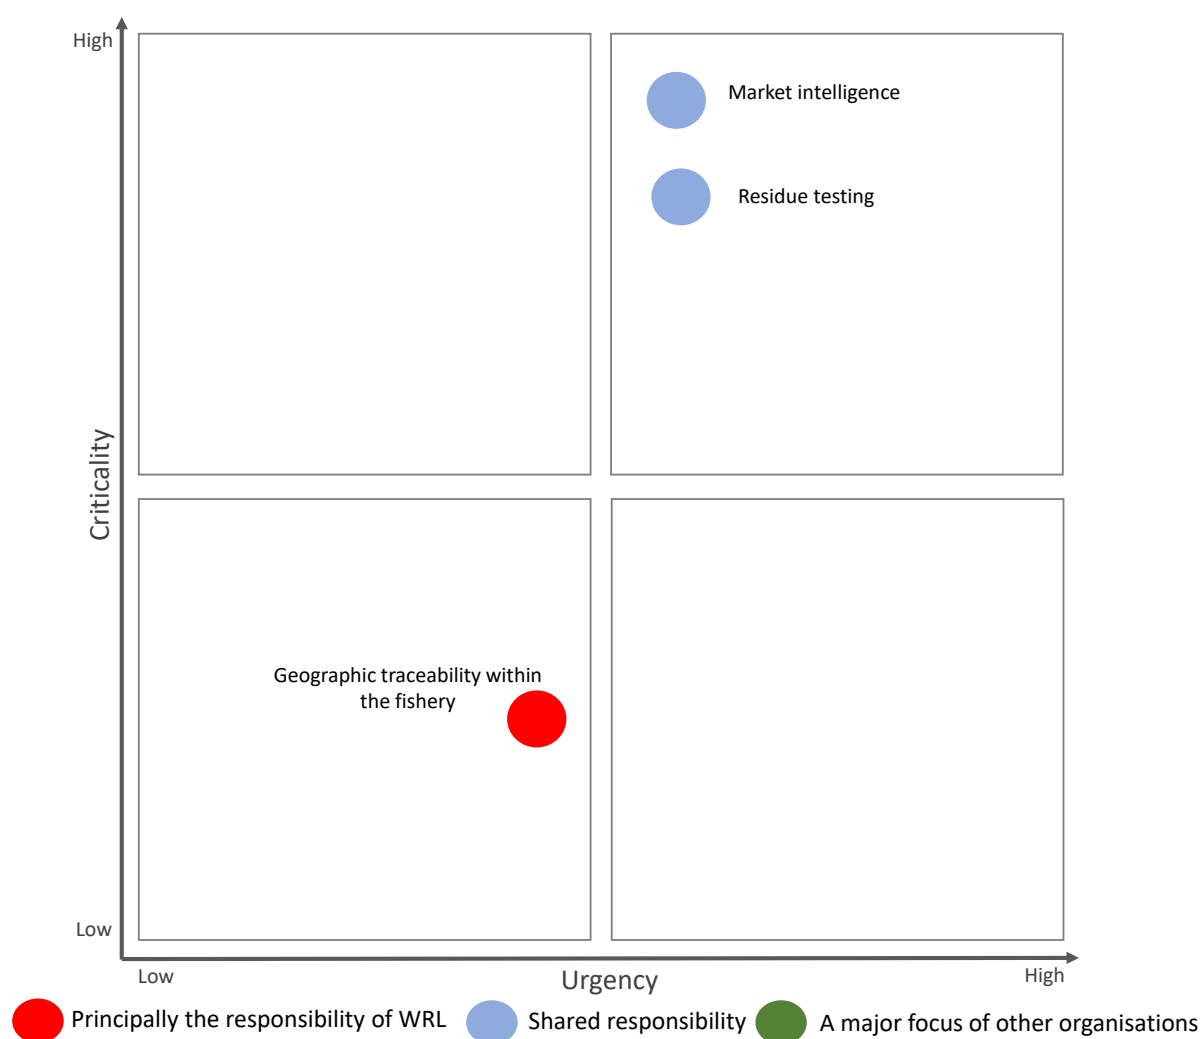 High
Market intelligence
Residue testing
Criticality
Geographic traceability within
the fishery
Low
Low
Urgency
High
Principally the responsibility of WRL
Shared responsibility
A major focus of other organisations